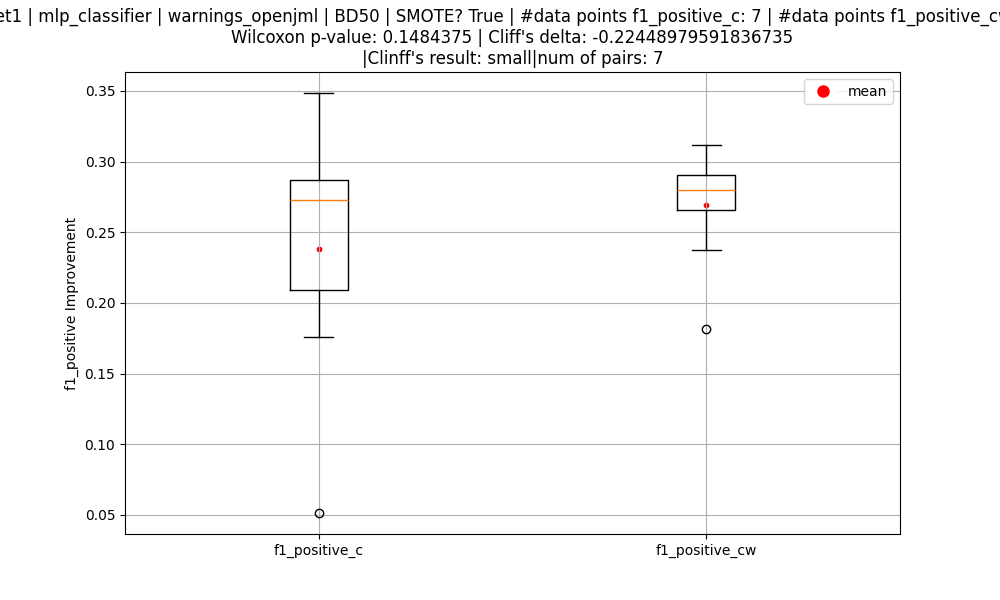 et1 | mlp_classifier | warnings_openjml | BD50 | SMOTE? True | #data points f1_positive_c: 7 | #data points f1_positive_cw
Wilcoxon p-value: 0.1484375 | Cliff's delta: -0.22448979591836735
|Clinff's result: small|num of pairs: 7
mean
0.35
0.30
0.25
0.20
0.15
0.10
0.05
f1_positive Improvement
f1_positive_c
f1_positive_cw